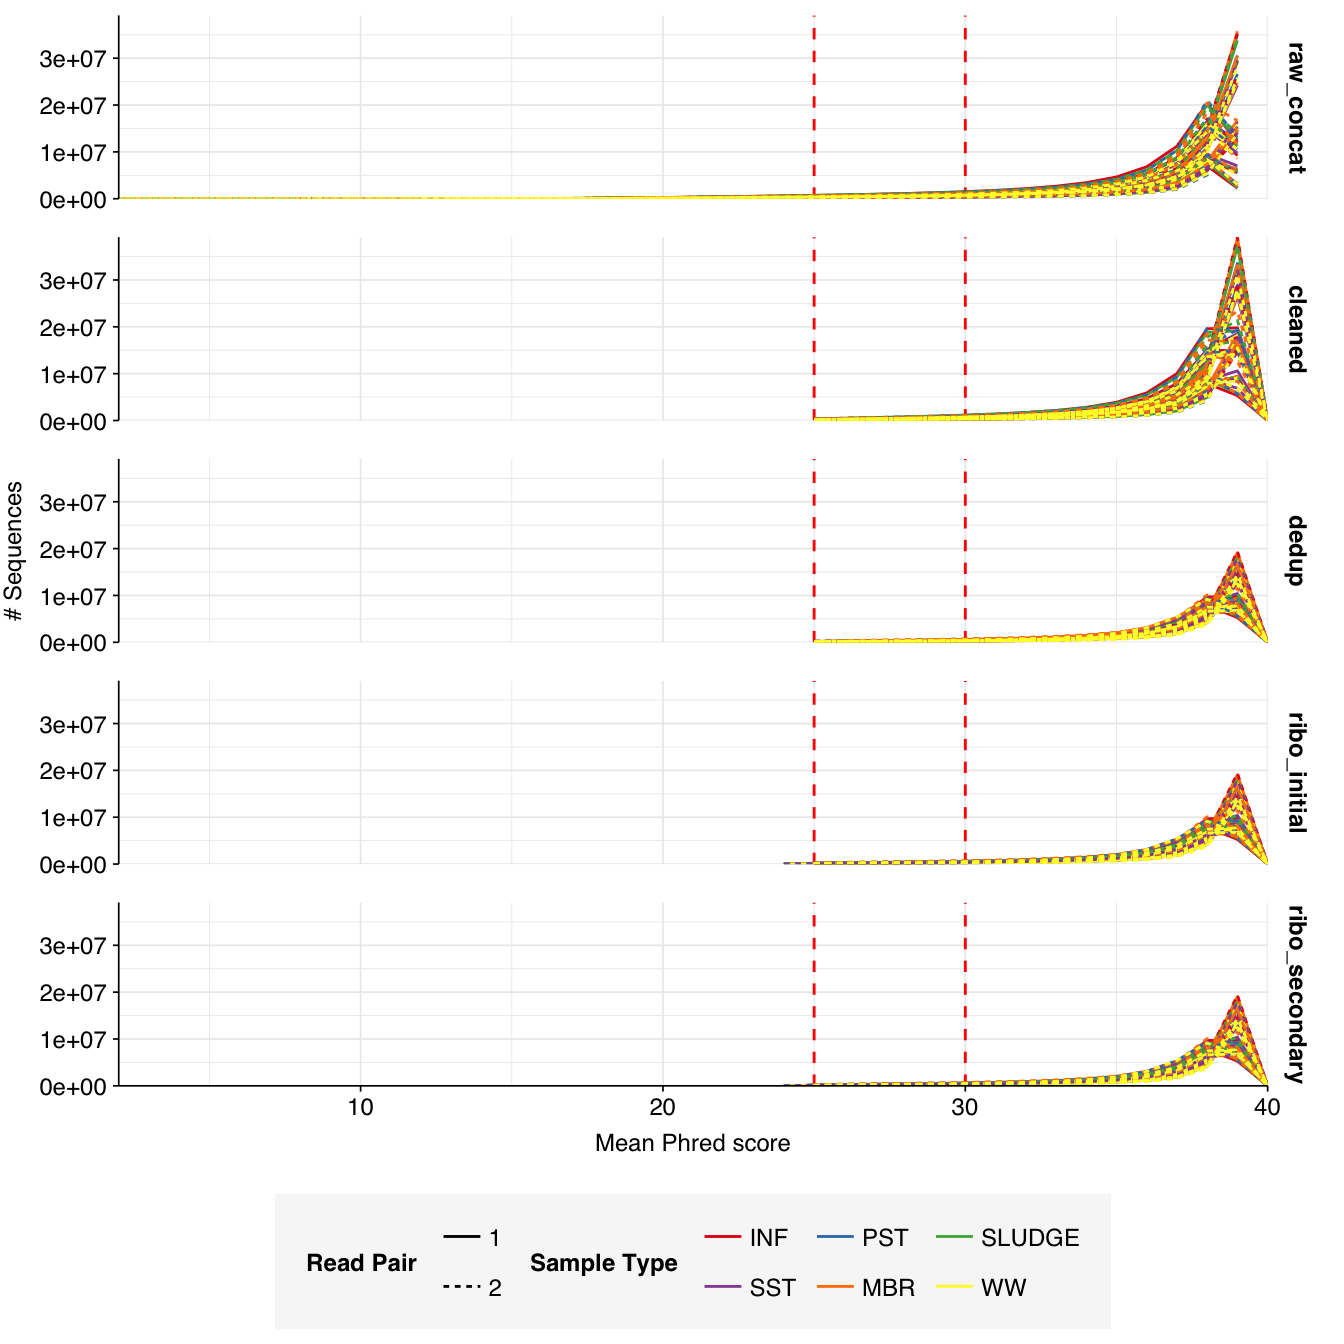 3e+07
2e+07
1e+07
0e+00
raw_concat
3e+07
2e+07
1e+07
0e+00
cleaned
3e+07
2e+07
1e+07
0e+00
dedup
# Sequences
3e+07
2e+07
1e+07
0e+00
ribo_initial
3e+07
2e+07
1e+07
0e+00
ribo_secondary
10 20 30 40
Mean Phred score
Read Pair
1
2
Sample Type
INF PST SLUDGE
SST MBR WW